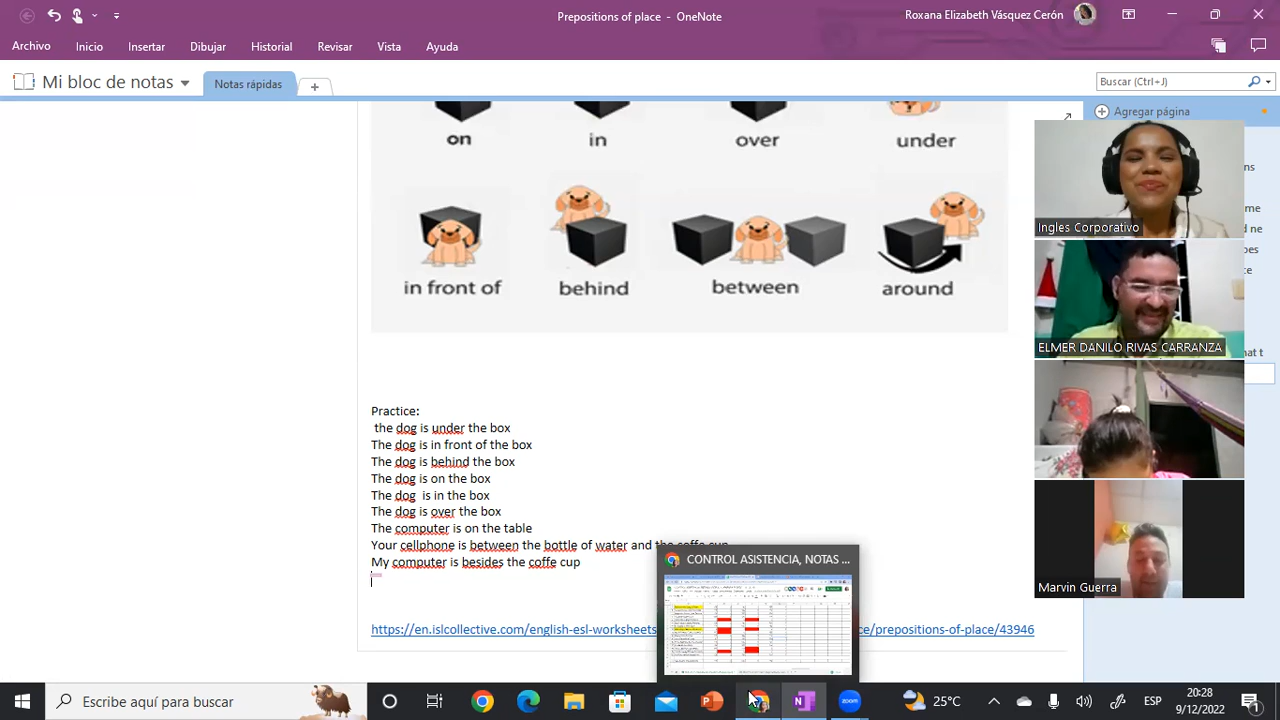 Prepositions of place - OneNote
Roxana Elizabeth Vásquez Cerón
Archivo Inicio Insertar Dibujar Historial Revisar Vista Ayuda
Mi bloc de notas
Notas rápidas
Buscar (Ctrl+J)
Agregar página
on in over under
in front of behind between around
Ingles Corporativo
ELMER DANILO RIVAS CARRANZA
Marvin Guerra
Practice:
the dog is under the box
The dog is in front of the box
The dog is behind the box
The dog is on the box
The dog is in the box
The dog is over the box
The computer is on the table
Your cellphone is between the bottle of water and the coffe cup
My computer is besides the coffe cup
CONTROL ASISTENCIA, NOTAS ...
https://en.islcollective.com/english-esl-worksheets
ce/prepositions-of-place/43946
Escribe aquí para buscar
zoom
25°C
ESP
20:28
9/12/2022